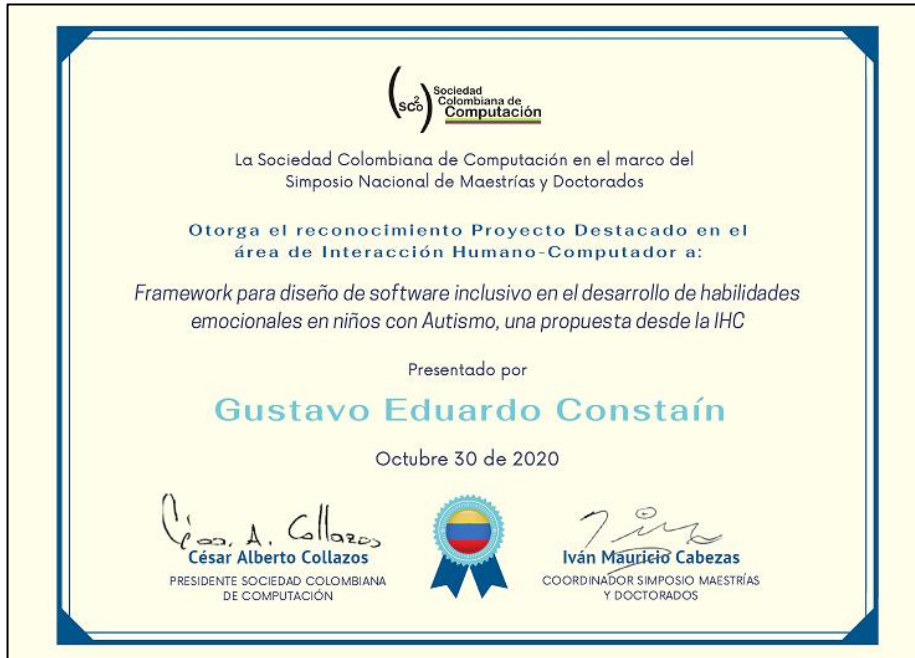 SC2o
Sociedad
Colombiana de
Computación
La Sociedad Colombiana de Computación en el marco del
Simposio Nacional de Maestrías y Doctorados
Otorga el reconocimiento Proyecto Destacado en el
área de Interacción Humano-Computador a:
Framework para diseño de software inclusivo en el desarrollo de habilidades
emocionales en niños con Autismo, una propuesta desde la IHC
Presentado por
Gustavo Eduardo Constaín
Octubre 30 de 2020
César A. Collazos
César Alberto Collazos
PRESIDENTE SOCIEDAD COLOMBIANA
DE COMPUTACIÓN
Iván Mauricio Cabezas
COORDINADOR SIMPOSIO MAESTRÍAS
Y DOCTORADOS